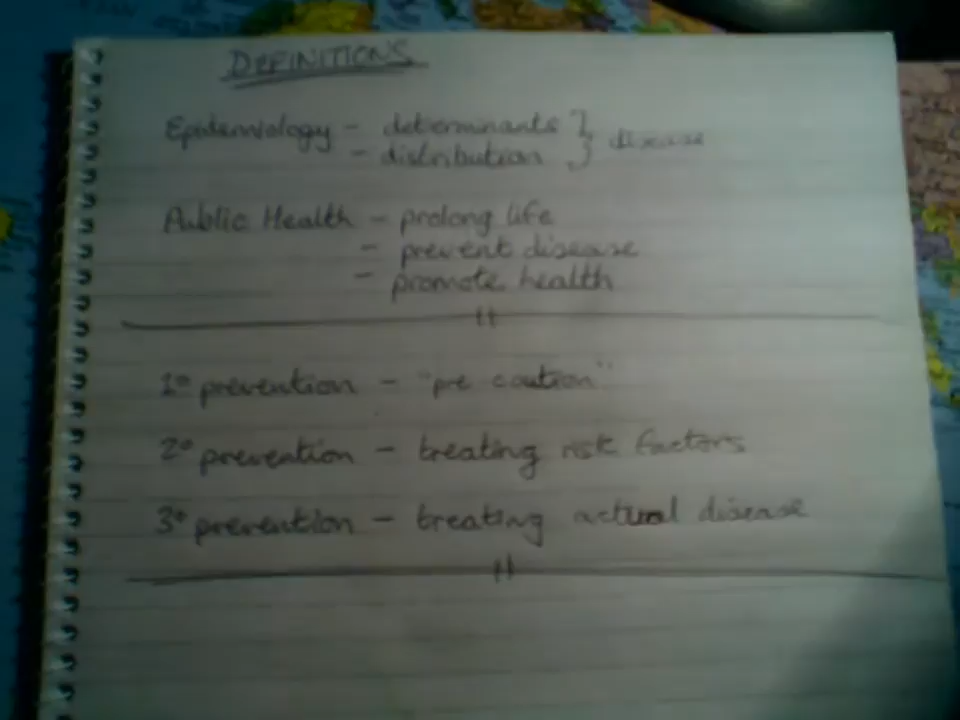 DEFINITIONS
Epidemiology - determinants } disease
- distribution }
Public Health - prolong life
- prevent disease
- promote health
1° prevention - "pre caution"
2° prevention - treating risk factors
3° prevention - treating actual disease